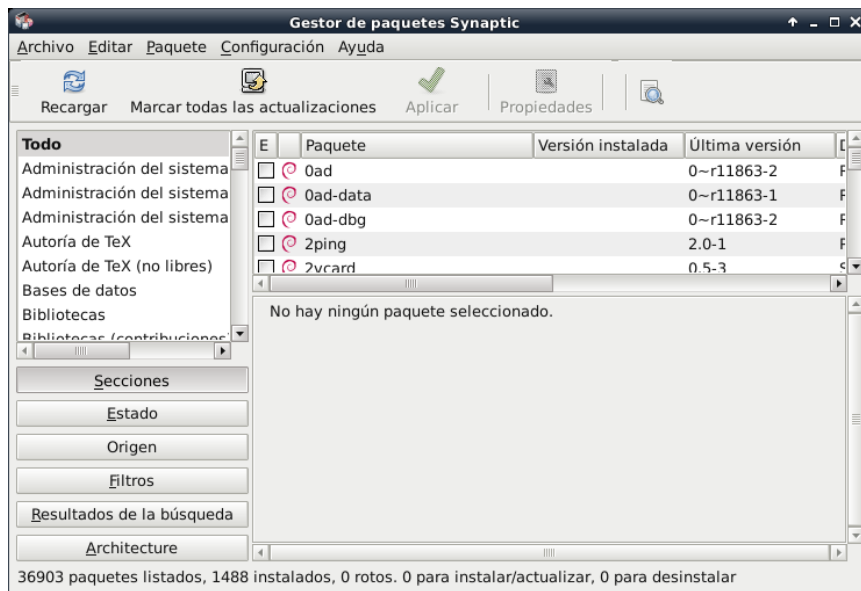 Gestor de paquetes Synaptic
Archivo Editar Paquete Configuración Ayuda
Recargar Marcar todas las actualizaciones Aplicar Propiedades
Todo
Administración del sistema
Administración del sistema
Administración del sistema
Autoría de TeX
Autoría de TeX (no libres)
Bases de datos
Bibliotecas
Bibliotecas (contribuciones)
Secciones
Estado
Origen
Filtros
Resultados de la búsqueda
Architecture
E Paquete Versión instalada Última versión
0ad 0~r11863-2
0ad-data 0~r11863-1
0ad-dbg 0~r11863-2
2ping 2.0-1
2vcard 0.5-3
No hay ningún paquete seleccionado.
36903 paquetes listados, 1488 instalados, 0 rotos. 0 para instalar/actualizar, 0 para desinstalar